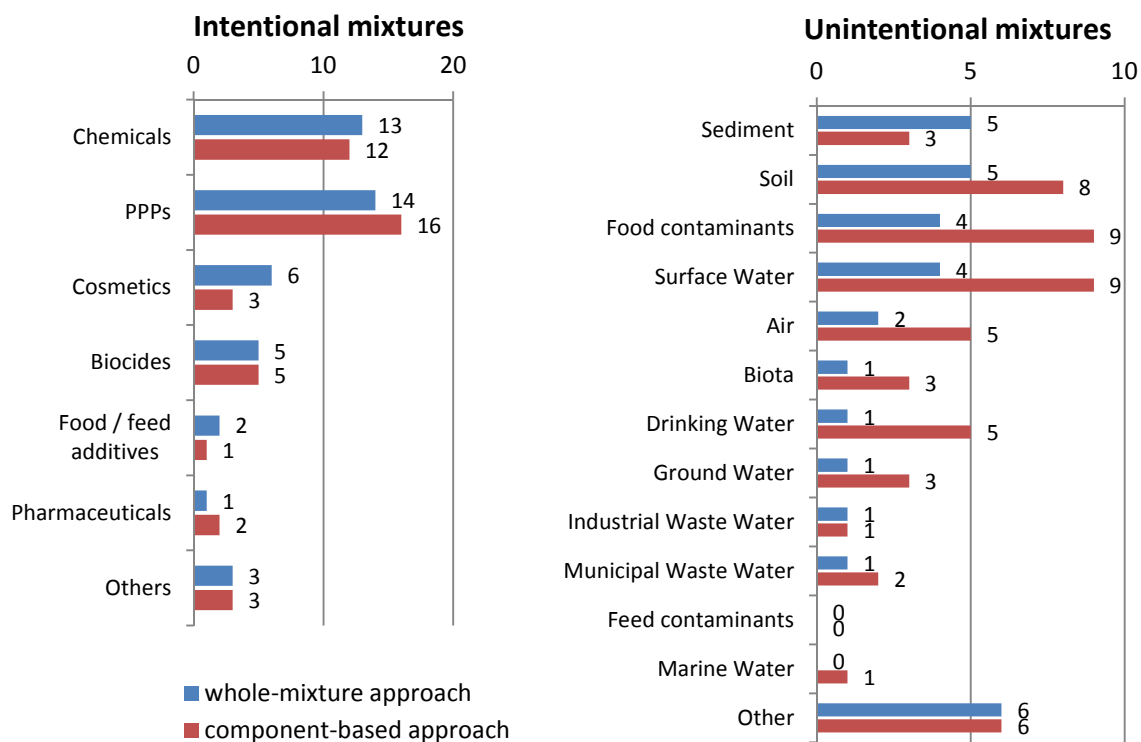 Intentional mixtures
0 10 20
Chemicals
13
12
PPPs
14
16
Cosmetics
6
3
Biocides
5
5
Food / feed
additives
2
1
Pharmaceuticals
1
2
Others
3
3
whole-mixture approach
component-based approach
Unintentional mixtures
0 5 10
Sediment
5
3
Soil
5
8
Food contaminants
4
9
Surface Water
4
9
Air
2
5
Biota
1
3
Drinking Water
1
5
Ground Water
1
3
Industrial Waste Water
1
1
Municipal Waste Water
1
2
Feed contaminants
0
0
Marine Water
0
1
Other
6
6